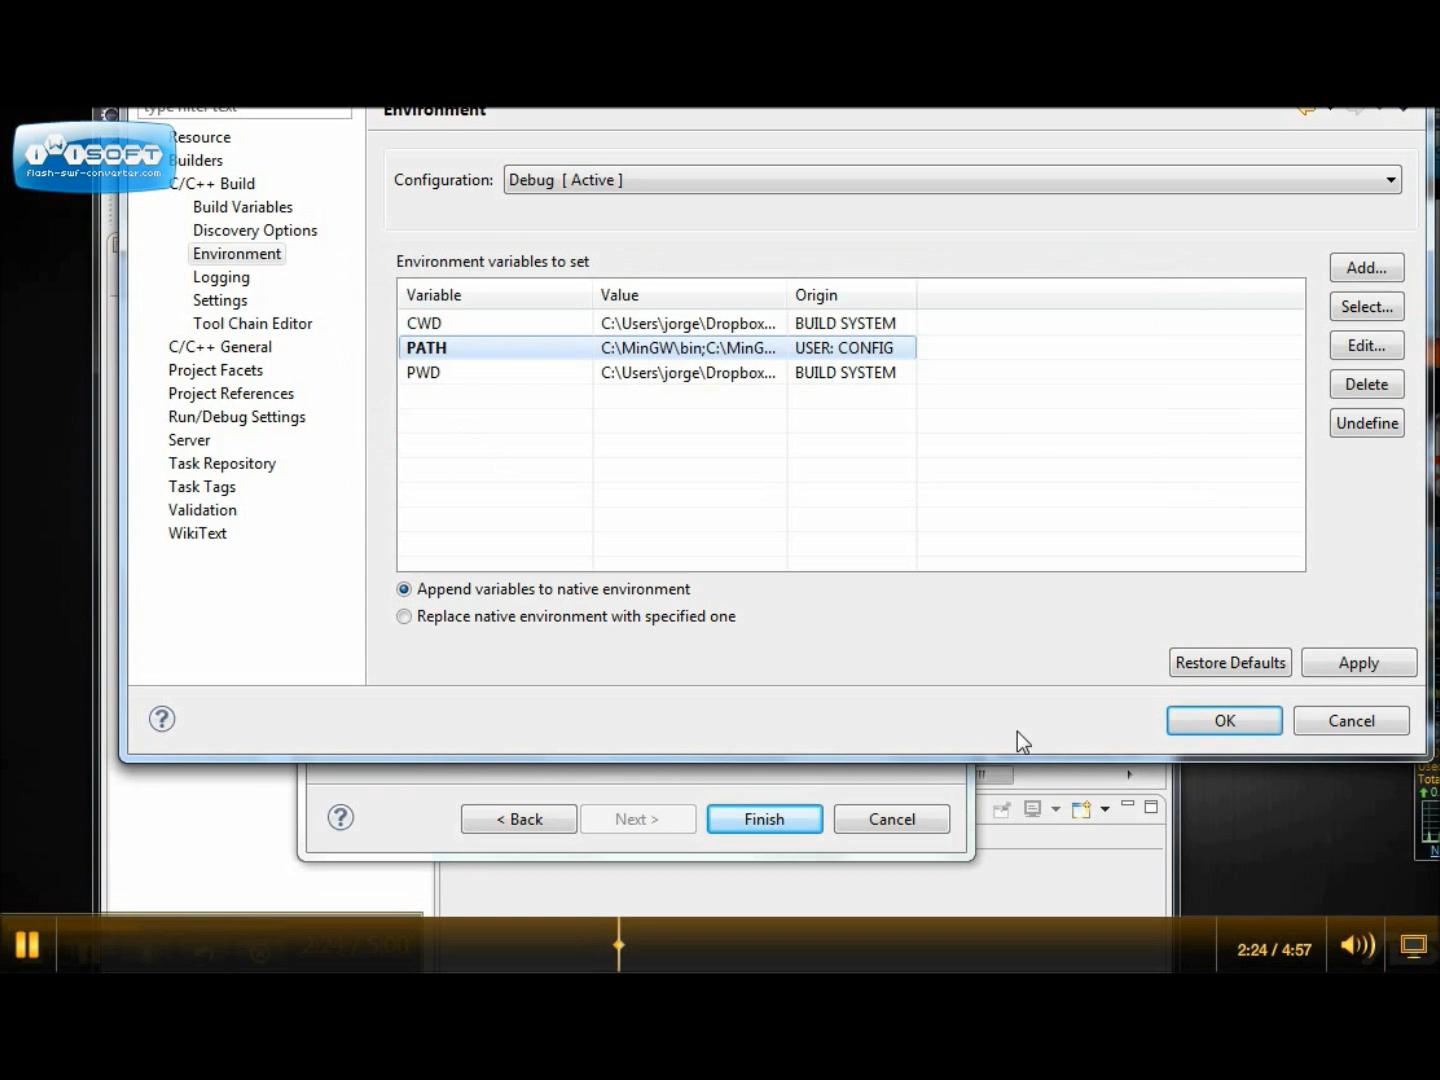 type filter text
Environment
iWiSOFT
flash-swf-converter.com
Resource
Builders
C/C++ Build
Build Variables
Discovery Options
Environment
Logging
Settings
Tool Chain Editor
C/C++ General
Project Facets
Project References
Run/Debug Settings
Server
Task Repository
Task Tags
Validation
WikiText
Configuration: Debug [ Active ]
Environment variables to set
Variable Value Origin
CWD C:\Users\jorge\Dropbox... BUILD SYSTEM
PATH C:\MinGW\bin;C:\MinG... USER: CONFIG
PWD C:\Users\jorge\Dropbox... BUILD SYSTEM
Add...
Select...
Edit...
Delete
Undefine
Append variables to native environment
Replace native environment with specified one
Restore Defaults Apply
OK Cancel
< Back Next > Finish Cancel
2:24 / 4:57